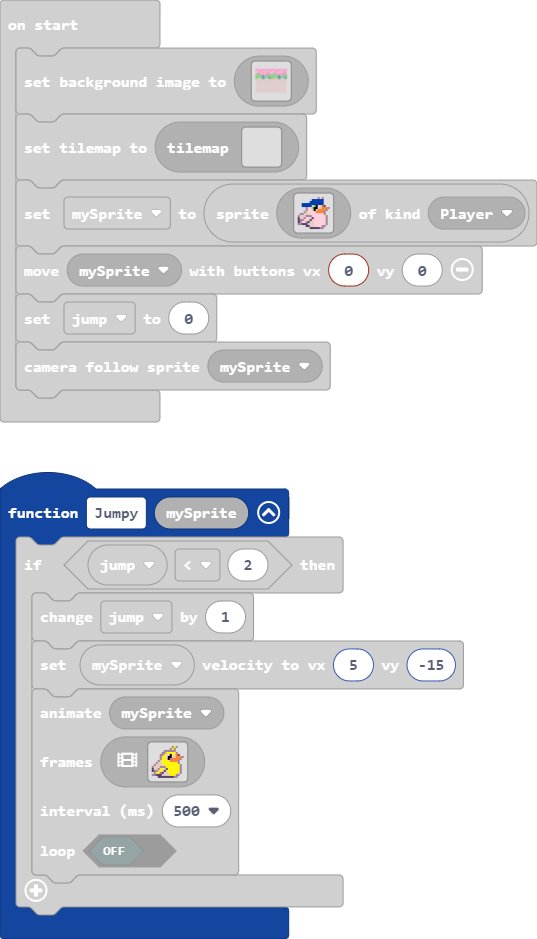 on start
set background image to
set tilemap to tilemap
set mySprite to sprite of kind Player
move mySprite with buttons vx 0 vy 0
set jump to 0
camera follow sprite mySprite
function Jumpy mySprite
if jump < 2 then
change jump by 1
set mySprite velocity to vx 5 vy -15
animate mySprite
frames
interval (ms) 500
loop OFF